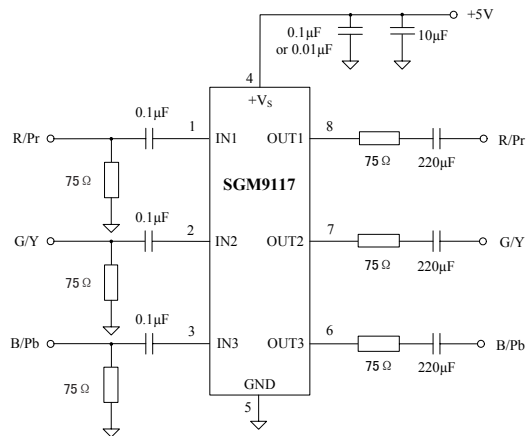 +5V
0.1μF
or 0.01μF
10μF
4
+VS
0.1μF
R/Pr
1
IN1
OUT1
8
R/Pr
75Ω
75Ω
220μF
SGM9117
0.1μF
G/Y
2
IN2
OUT2
7
G/Y
75Ω
75Ω
220μF
0.1μF
B/Pb
3
IN3
OUT3
6
B/Pb
75Ω
75Ω
220μF
GND
5